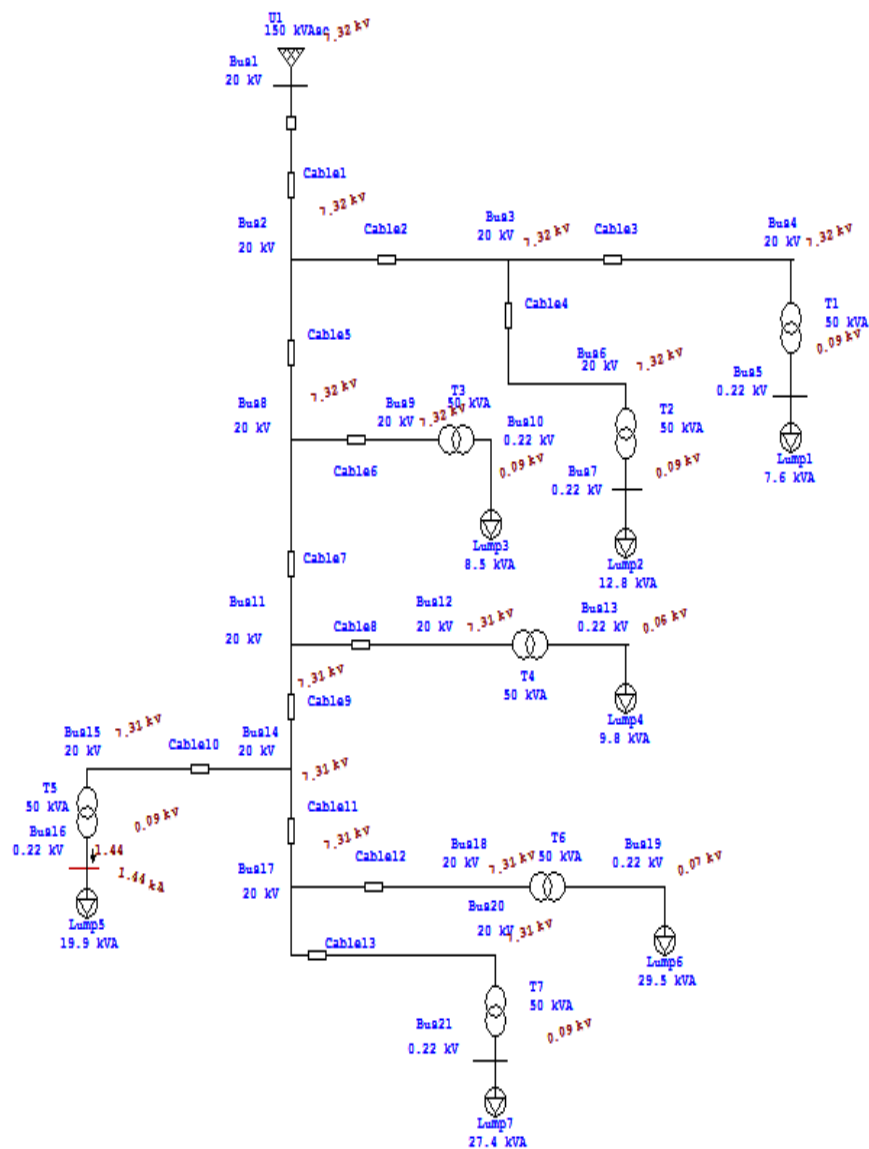 U1
150 kVAsc
7.32 kV
Bus1
20 kV
Cable1
7.32 kV
Bus2
20 kV
Cable2
Bus3
20 kV
7.32 kV
Cable3
Bus4
20 kV
7.32 kV
Cable4
T1
50 kVA
0.09 kV
Cable5
Bus6
20 kV
7.32 kV
Bus5
0.22 kV
7.32 kV
Bus8
20 kV
Bus9
20 kV
7.32 kV
T3
50 kVA
Bus10
0.22 kV
0.09 kV
T2
50 kVA
Cable6
Bus7
0.22 kV
0.09 kV
Lump1
7.6 kVA
Lump3
8.5 kVA
Cable7
Lump2
12.8 kVA
Bus11
20 kV
Cable8
Bus12
20 kV
7.31 kV
Bus13
0.22 kV
0.06 kV
T4
50 kVA
7.31 kV
Cable9
Lump4
9.8 kVA
Bus15
20 kV
7.31 kV
Cable10
Bus14
20 kV
7.31 kV
T5
50 kVA
0.09 kV
Cable11
Bus16
0.22 kV
1.44
1.44 kA
7.31 kV
Cable12
Bus18
20 kV
7.31 kV
T6
50 kVA
Bus19
0.22 kV
0.07 kV
Bus17
20 kV
Lump5
19.9 kVA
Bus20
20 kV
7.31 kV
Cable13
Lump6
29.5 kVA
T7
50 kVA
Bus21
0.22 kV
0.09 kV
Lump7
27.4 kVA